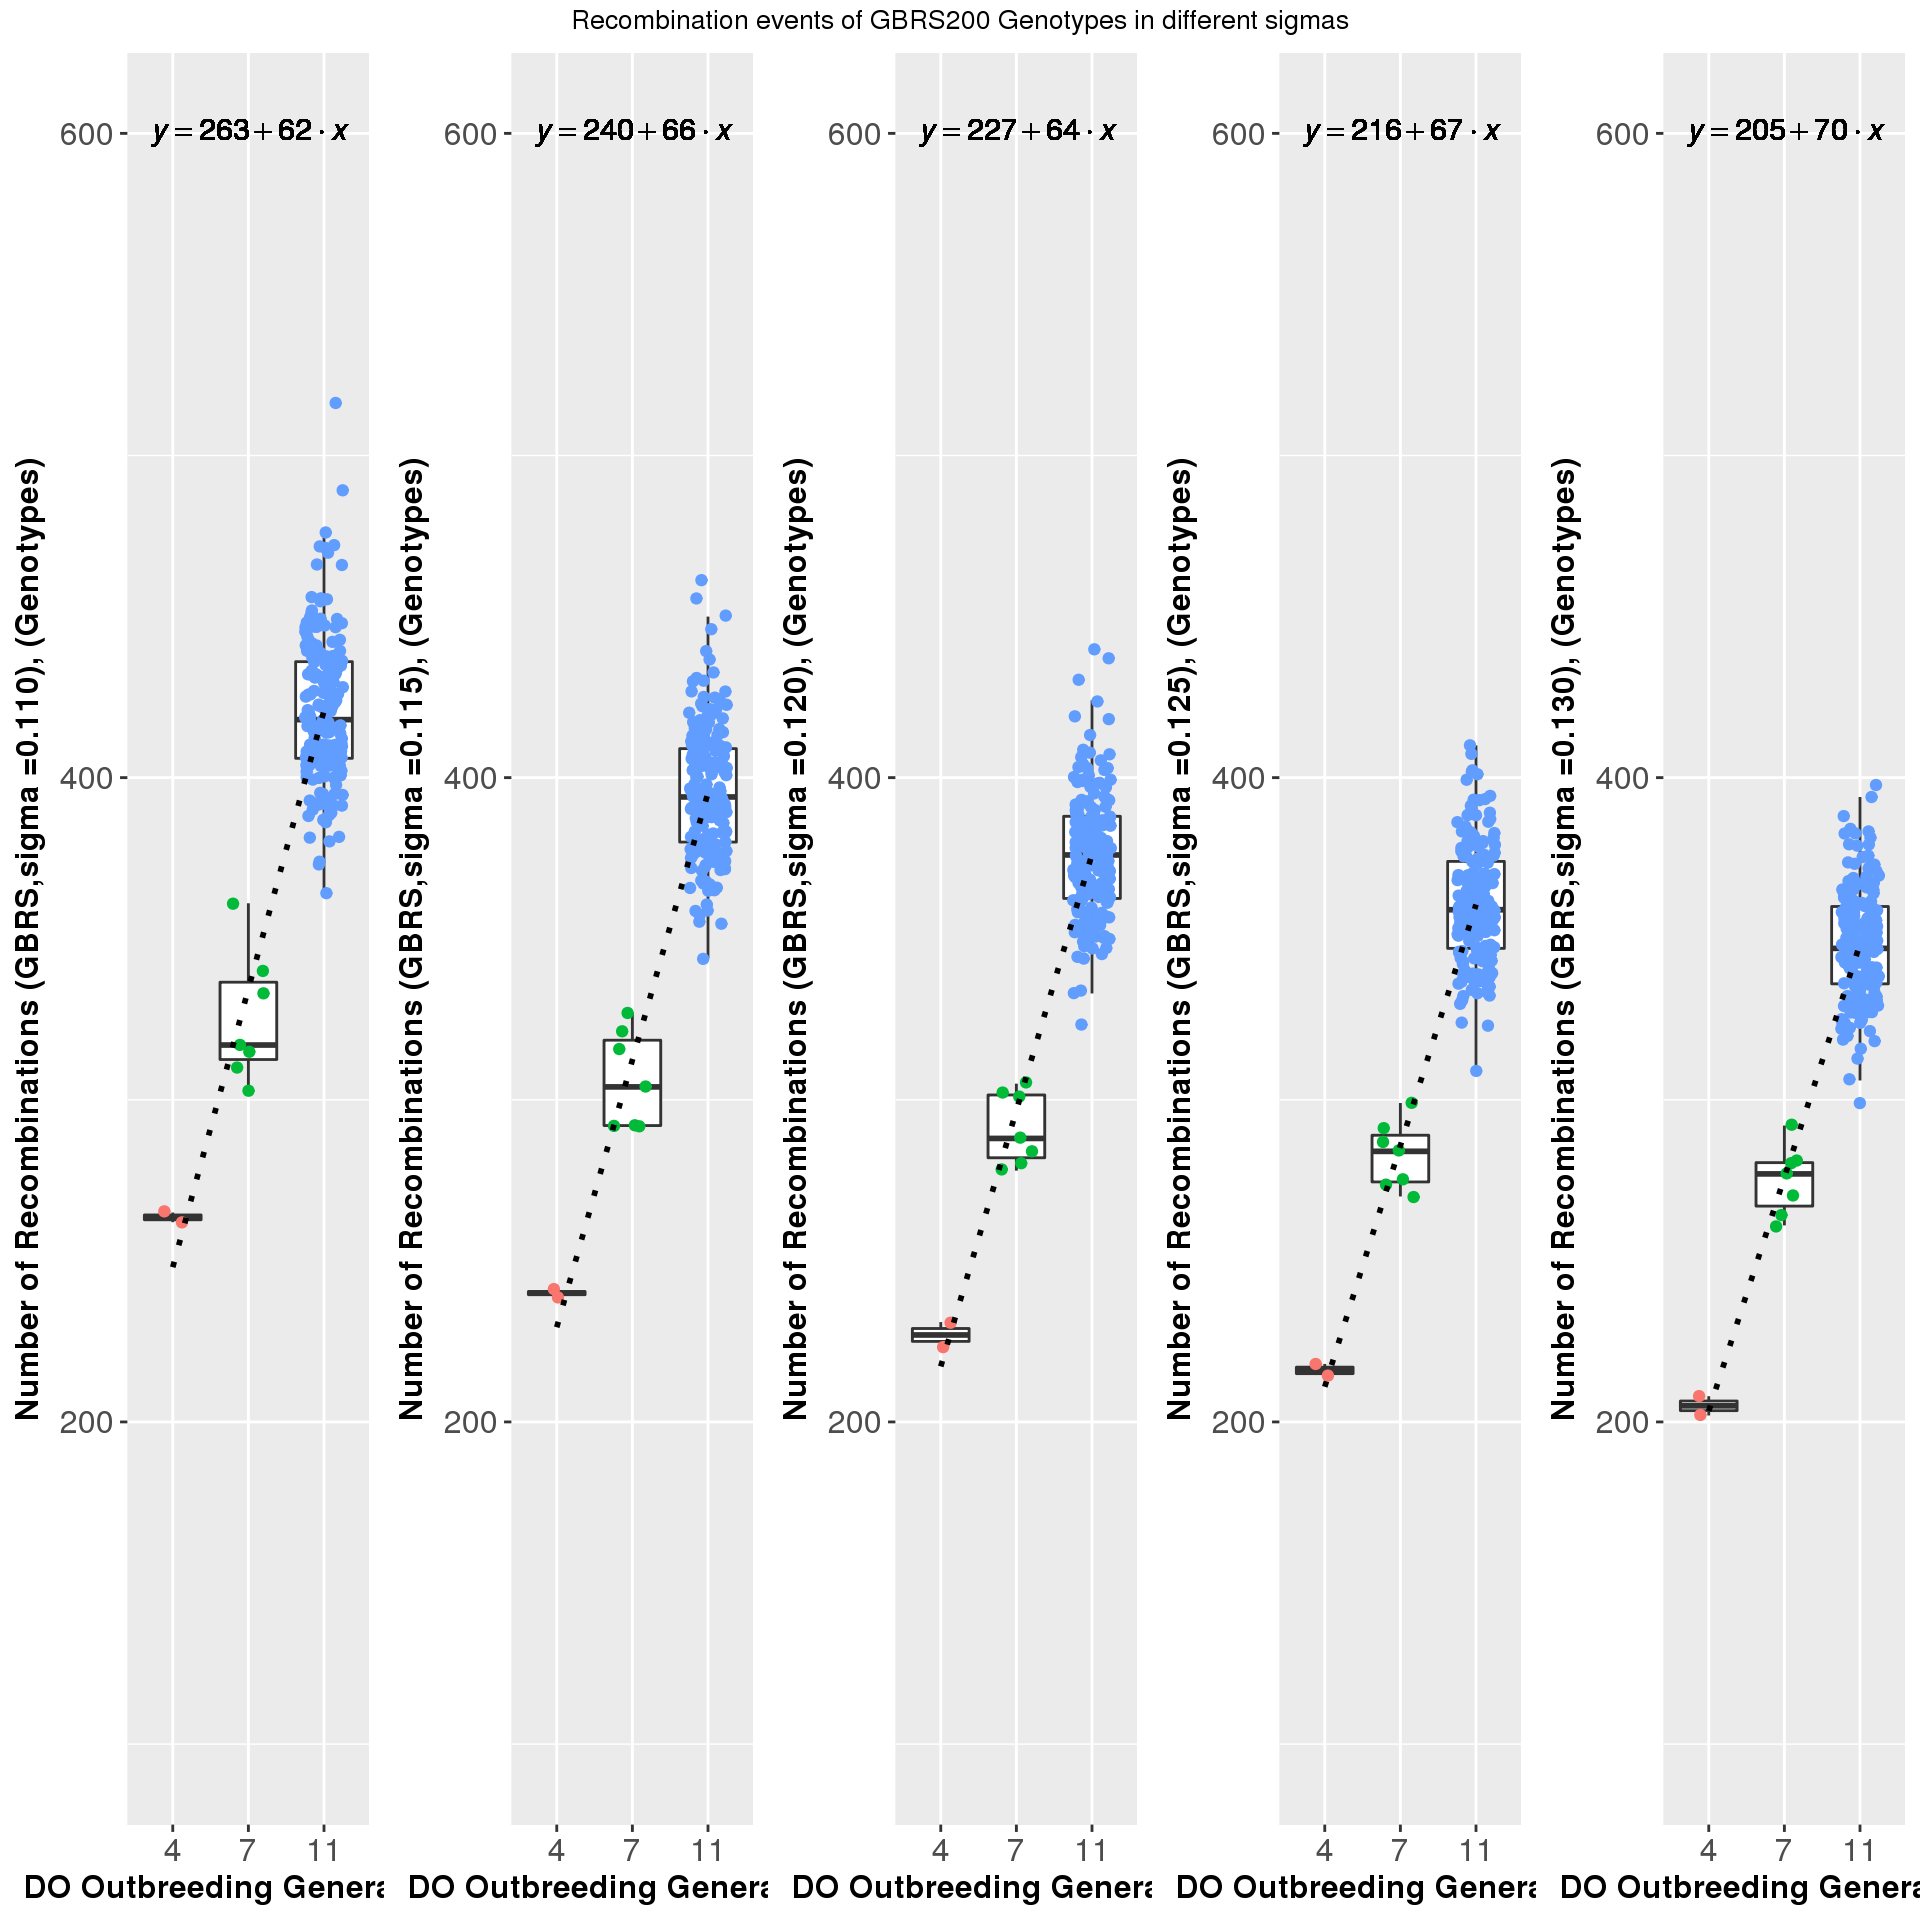 Recombination events of GBRS200 Genotypes in different sigmas
Number of Recombinations (GBRS,sigma =0.110), (Genotypes)
600
400
200
y = 263+62 · x
4 7 11
DO Outbreeding Genera
Number of Recombinations (GBRS,sigma =0.115), (Genotypes)
600
400
200
y = 240+66 · x
4 7 11
DO Outbreeding Genera
Number of Recombinations (GBRS,sigma =0.120), (Genotypes)
600
400
200
y = 227+64 · x
4 7 11
DO Outbreeding Genera
Number of Recombinations (GBRS,sigma =0.125), (Genotypes)
600
400
200
y = 216+67 · x
4 7 11
DO Outbreeding Genera
Number of Recombinations (GBRS,sigma =0.130), (Genotypes)
600
400
200
y = 205+70 · x
4 7 11
DO Outbreeding Genera